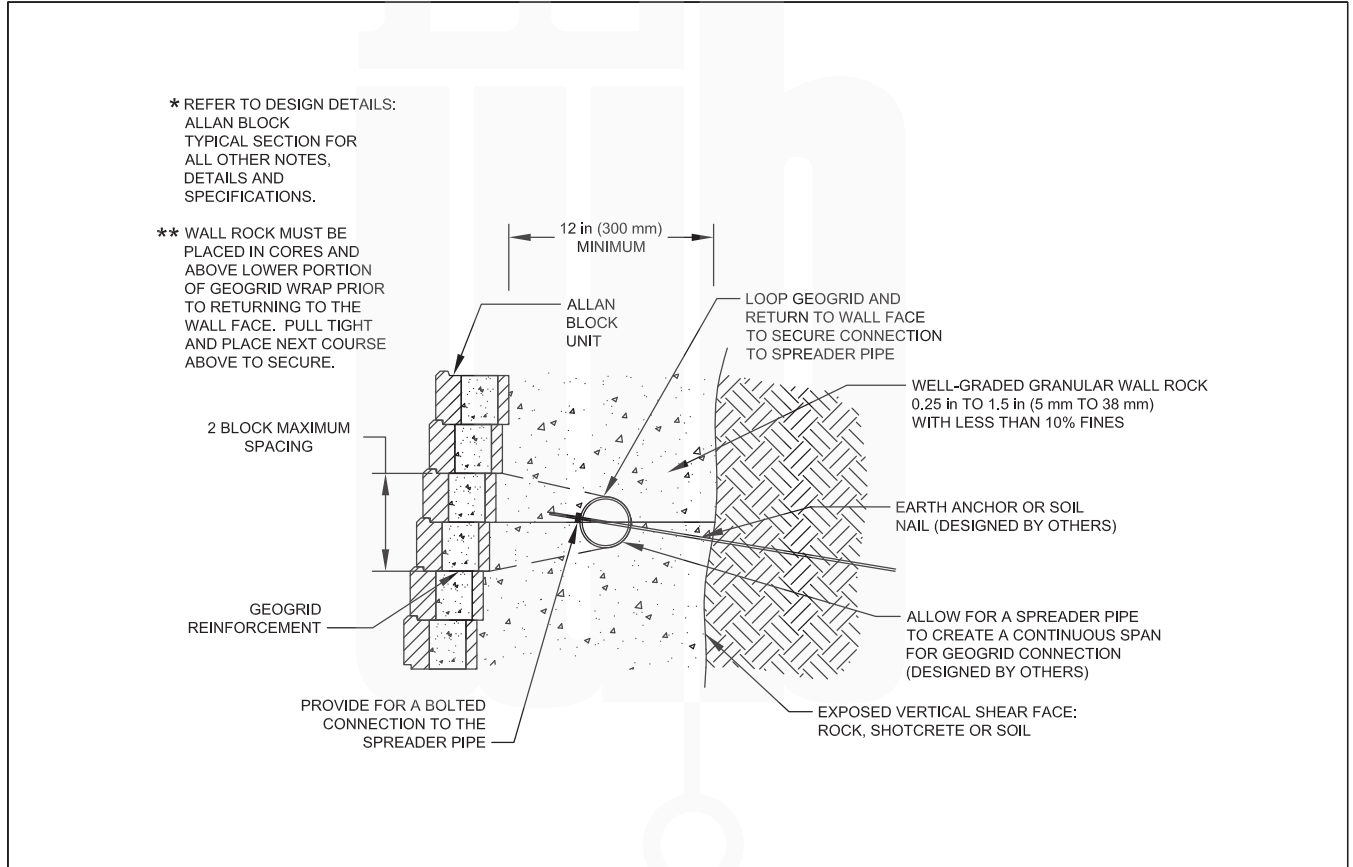 * REFER TO DESIGN DETAILS:
ALLAN BLOCK
TYPICAL SECTION FOR
ALL OTHER NOTES,
DETAILS AND
SPECIFICATIONS.
** WALL ROCK MUST BE
PLACED IN CORES AND
ABOVE LOWER PORTION
OF GEOGRID WRAP PRIOR
TO RETURNING TO THE
WALL FACE. PULL TIGHT
AND PLACE NEXT COURSE
ABOVE TO SECURE.
12 in (300 mm)
MINIMUM
ALLAN
BLOCK
UNIT
LOOP GEOGRID AND
RETURN TO WALL FACE
TO SECURE CONNECTION
TO SPREADER PIPE
WELL-GRADED GRANULAR WALL ROCK
0.25 in TO 1.5 in (5 mm TO 38 mm)
WITH LESS THAN 10% FINES
2 BLOCK MAXIMUM
SPACING
EARTH ANCHOR OR SOIL
NAIL (DESIGNED BY OTHERS)
GEOGRID
REINFORCEMENT
ALLOW FOR A SPREADER PIPE
TO CREATE A CONTINUOUS SPAN
FOR GEOGRID CONNECTION
(DESIGNED BY OTHERS)
PROVIDE FOR A BOLTED
CONNECTION TO THE
SPREADER PIPE
EXPOSED VERTICAL SHEAR FACE:
ROCK, SHOTCRETE OR SOIL